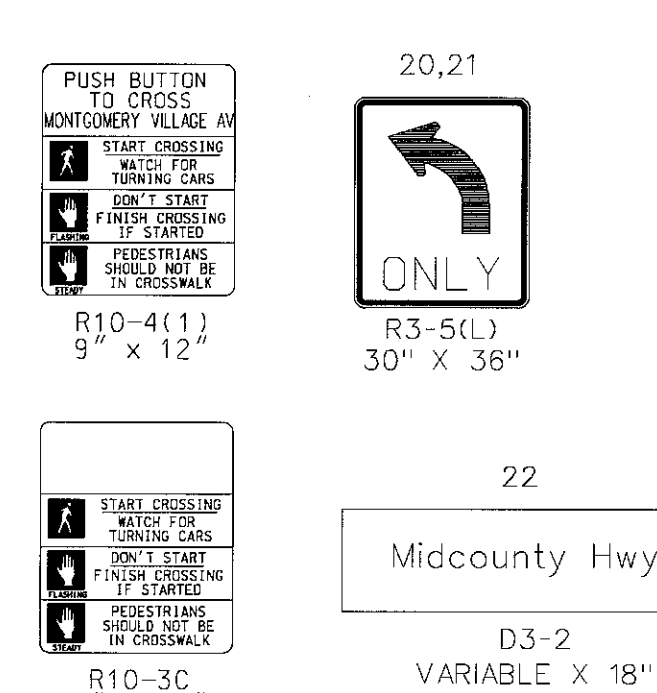 PUSH BUTTON
TO CROSS
MONTGOMERY VILLAGE AV
START CROSSING
WATCH FOR
TURNING CARS
DON'T START
FINISH CROSSING
IF STARTED
FLASHING
PEDESTRIANS
SHOULD NOT BE
IN CROSSWALK
STEADY
R10-4(1)
9" x 12"
20,21
ONLY
R3-5(L)
30" X 36"
START CROSSING
WATCH FOR
TURNING CARS
DON'T START
FINISH CROSSING
IF STARTED
FLASHING
PEDESTRIANS
SHOULD NOT BE
IN CROSSWALK
STEADY
R10-3C
22
Midcounty Hwy
D3-2
VARIABLE X 18"